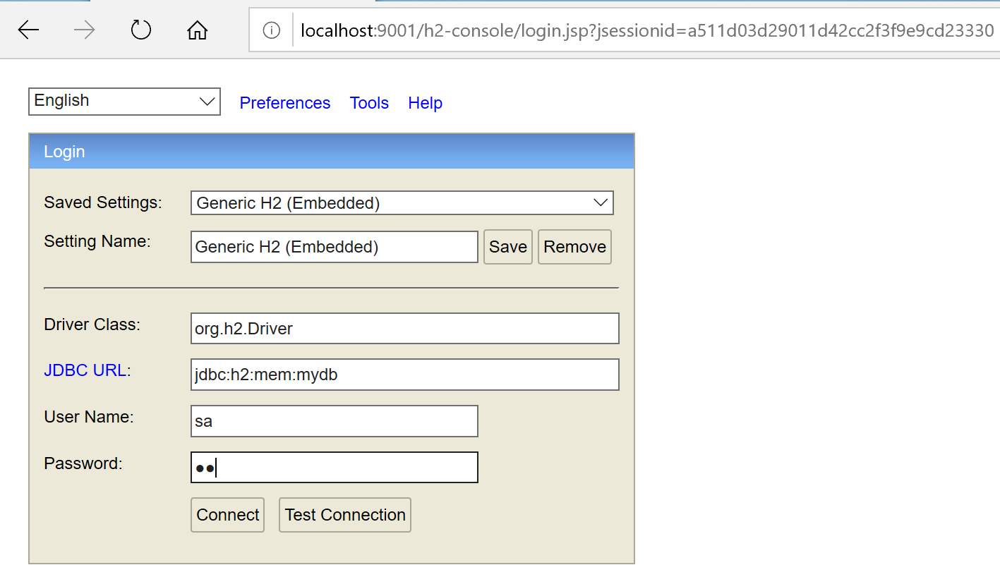 localhost:9001/h2-console/login.jsp?jsessionid=a511d03d29011d42cc2f3f9e9cd23330
English Preferences Tools Help
Login
Saved Settings: Generic H2 (Embedded)
Setting Name: Generic H2 (Embedded) Save Remove
Driver Class: org.h2.Driver
JDBC URL: jdbc:h2:mem:mydb
User Name: sa
Password: ●●
Connect Test Connection